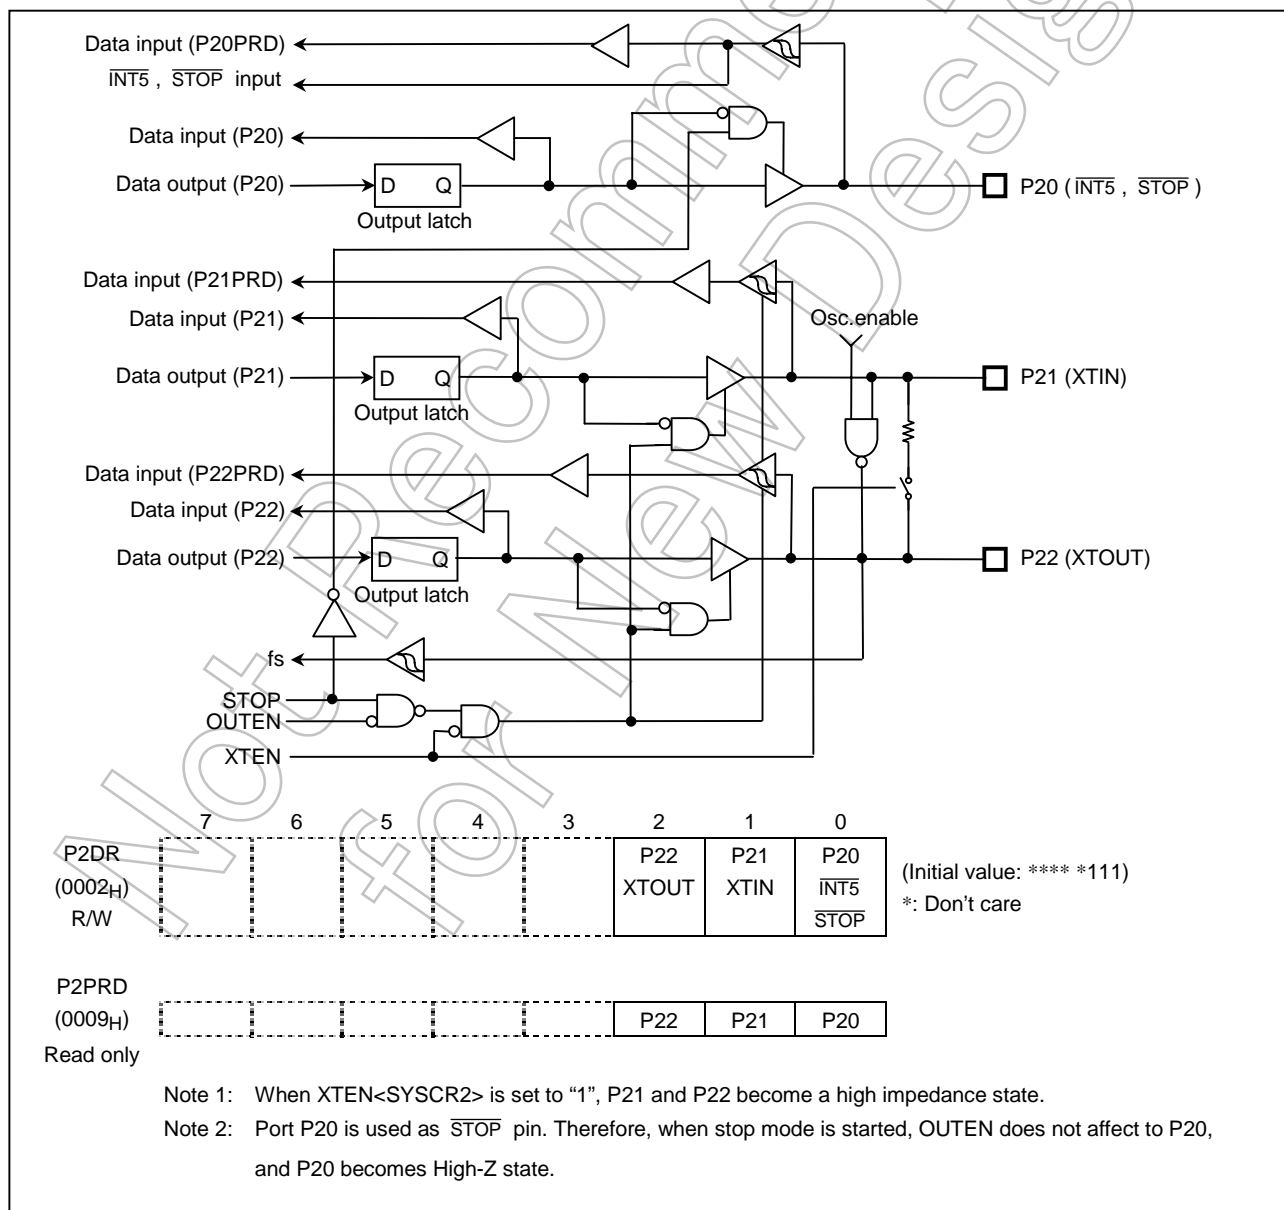 Data input (P20PRD)
INT5 , STOP input
Data input (P20)
Data output (P20)
D Q
Output latch
P20 ( INT5 , STOP )
Data input (P21PRD)
Data input (P21)
Osc.enable
Data output (P21)
D Q
Output latch
P21 (XTIN)
Data input (P22PRD)
Data input (P22)
Data output (P22)
D Q
Output latch
P22 (XTOUT)
fs
STOP
OUTEN
XTEN
7 6 5 4 3 2 1 0
P2DR
(0002H)
R/W
P22
XTOUT
P21
XTIN
P20
INT5
STOP
(Initial value: **** *111)
*: Don’t care
P2PRD
(0009H)
Read only
P22 P21 P20
Note 1: When XTEN<SYSCR2> is set to “1”, P21 and P22 become a high impedance state.
Note 2: Port P20 is used as STOP pin. Therefore, when stop mode is started, OUTEN does not affect to P20,
and P20 becomes High-Z state.
Not Recomme
for New Desig